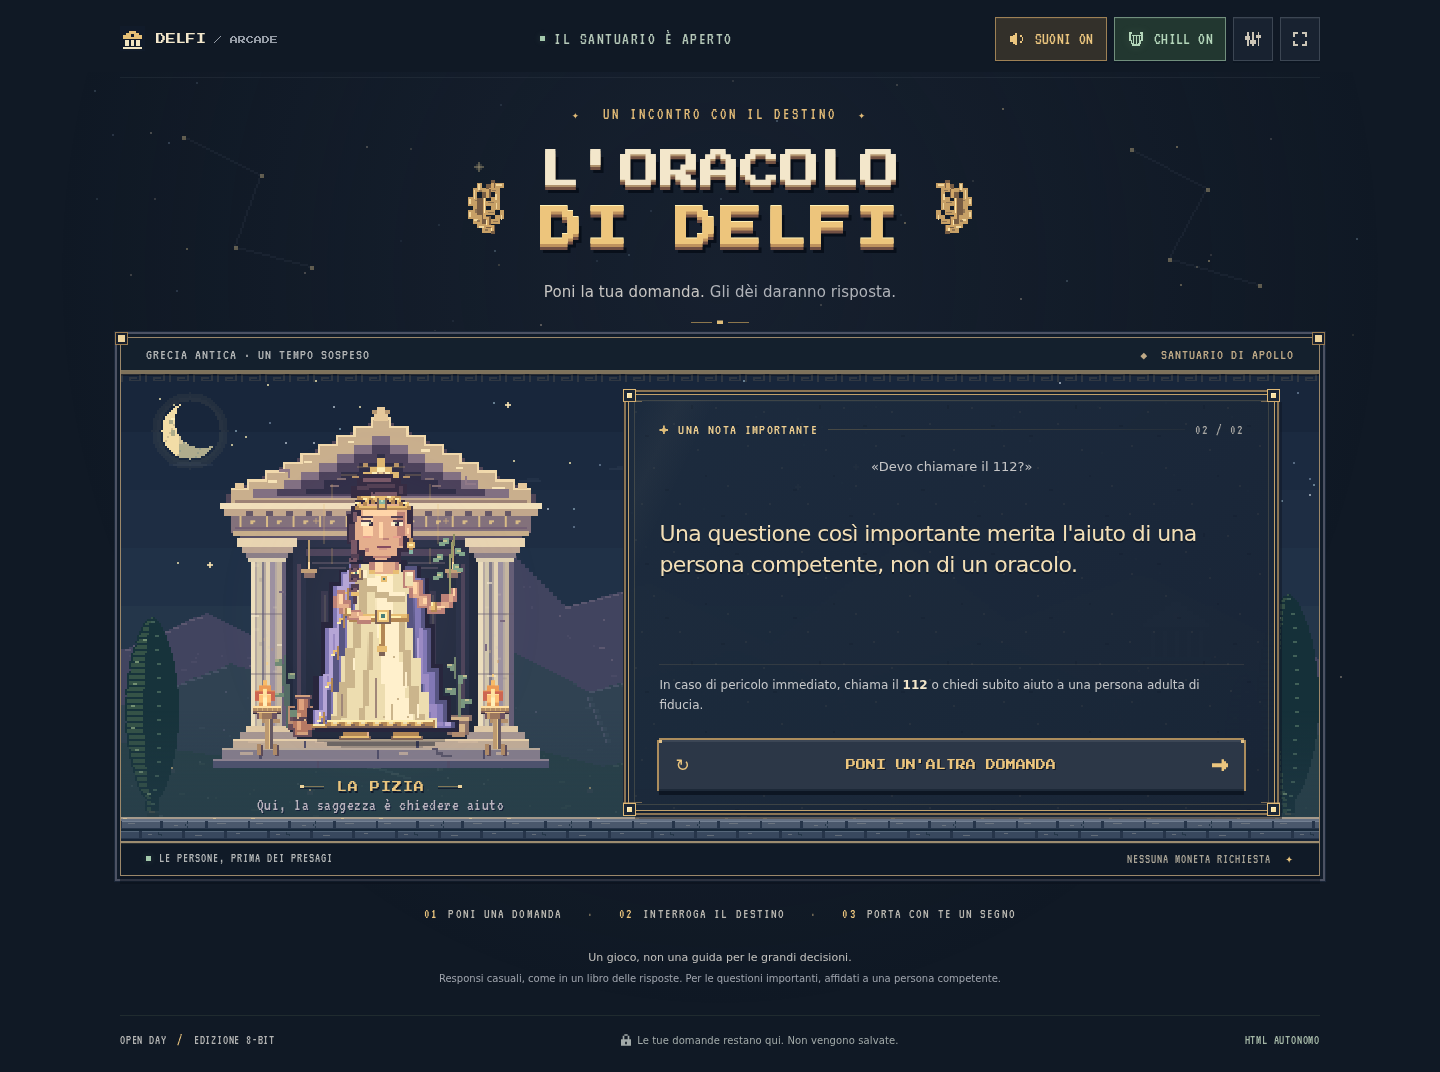 DELFI / ARCADE
IL SANTUARIO È APERTO
SUONI ON
CHILL ON
UN INCONTRO CON IL DESTINO
L'ORACOLO
DI DELFI
Poni la tua domanda. Gli dèi daranno risposta.
GRECIA ANTICA · UN TEMPO SOSPESO
SANTUARIO DI APOLLO
UNA NOTA IMPORTANTE
02 / 02
«Devo chiamare il 112?»
Una questione così importante merita l'aiuto di una
persona competente, non di un oracolo.
In caso di pericolo immediato, chiama il 112 o chiedi subito aiuto a una persona adulta di
fiducia.
PONI UN'ALTRA DOMANDA
LA PIZIA
Qui, la saggezza è chiedere aiuto
LE PERSONE, PRIMA DEI PRESAGI
NESSUNA MONETA RICHIESTA
01 PONI UNA DOMANDA · 02 INTERROGA IL DESTINO · 03 PORTA CON TE UN SEGNO
Un gioco, non una guida per le grandi decisioni.
Responsi casuali, come in un libro delle risposte. Per le questioni importanti, affidati a una persona competente.
OPEN DAY / EDIZIONE 8-BIT
Le tue domande restano qui. Non vengono salvate.
HTML AUTONOMO